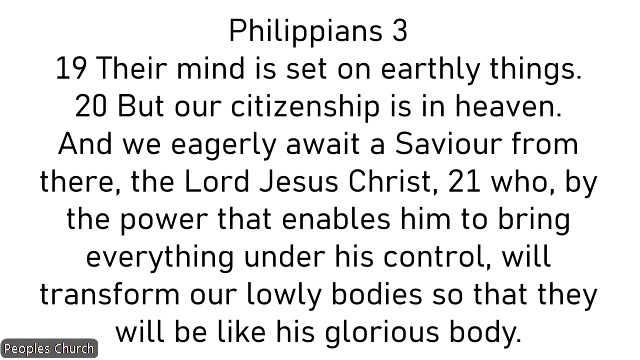 Philippians 3
19 Their mind is set on earthly things.
20 But our citizenship is in heaven.
And we eagerly await a Saviour from
there, the Lord Jesus Christ, 21 who, by
the power that enables him to bring
everything under his control, will
transform our lowly bodies so that they
will be like his glorious body.
Peoples Church